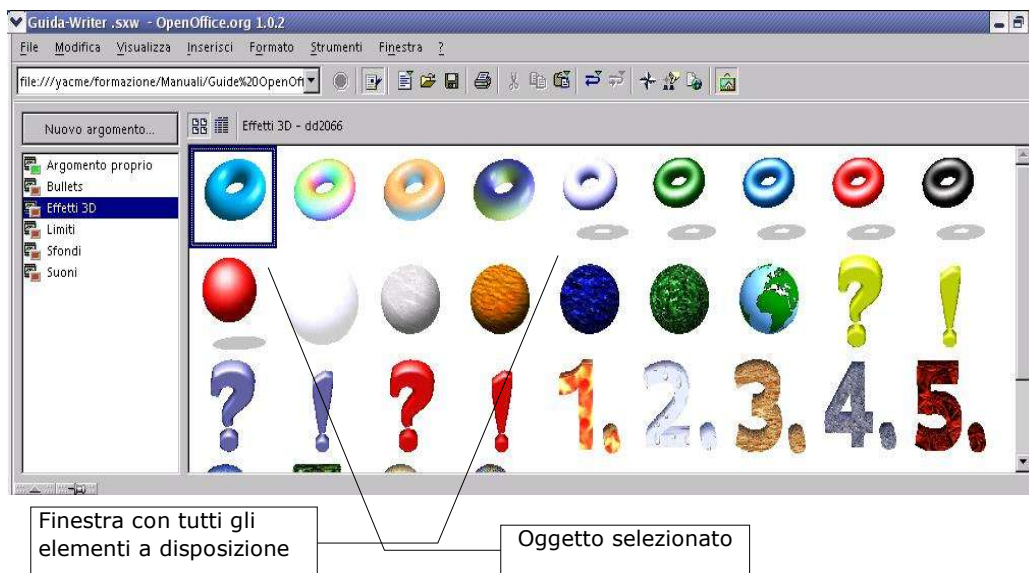 Guida-Writer .sxw - OpenOffice.org 1.0.2
File Modifica Visualizza Inserisci Formato Strumenti Finestra ?
file:///yacme/formazione/Manuali/Guide%20OpenOf
Nuovo argomento... Effetti 3D - dd2066
Argomento proprio
Bullets
Effetti 3D
Limiti
Sfondi
Suoni
? !
? ! ? ! 1. 2. 3. 4. 5.
Finestra con tutti gli
elementi a disposizione
Oggetto selezionato